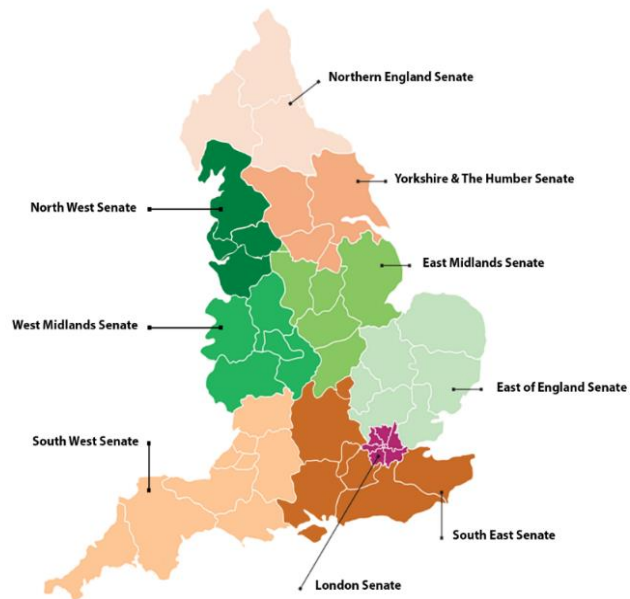 Northern England Senate
Yorkshire & The Humber Senate
North West Senate
East Midlands Senate
West Midlands Senate
East of England Senate
South West Senate
South East Senate
London Senate